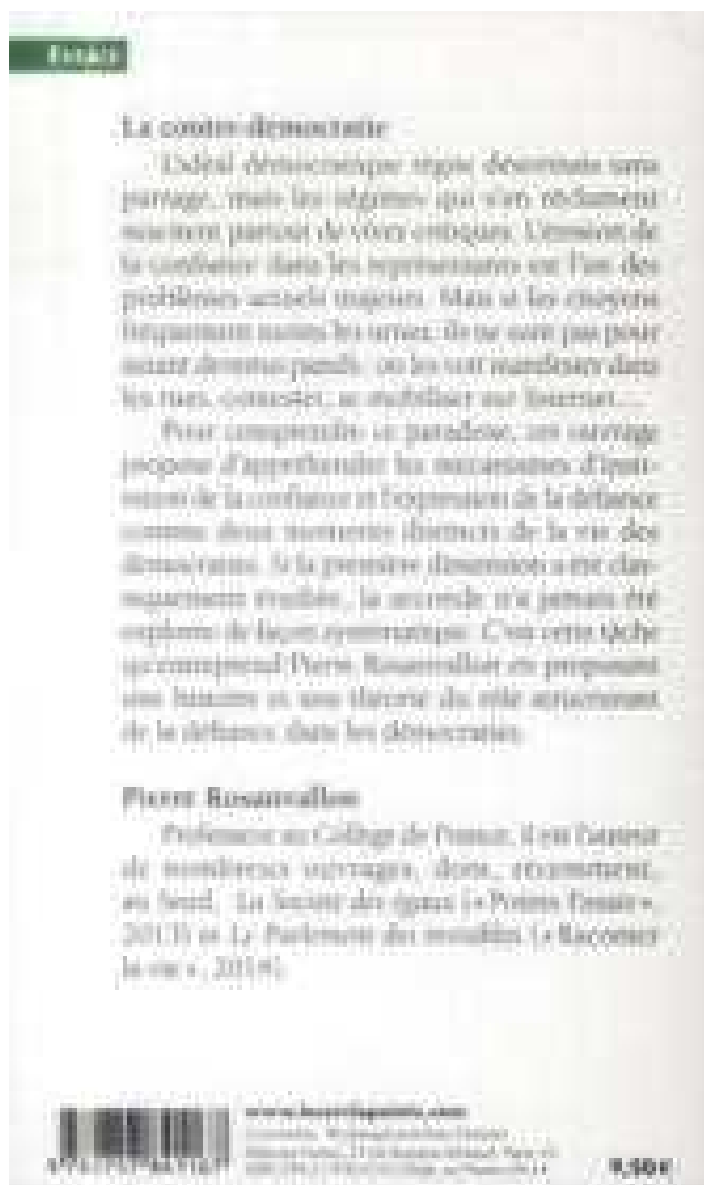 Essais
La contre-démocratie
L'idéal démocratique règne désormais sans
partage, mais les régimes qui s'en réclament
suscitent partout de vives critiques. L'érosion de
la confiance dans les représentants est l'un des
problèmes actuels majeurs. Mais si les citoyens
fréquentent moins les urnes, ils ne sont pas pour
autant devenus passifs : on les voit manifester dans
les rues, contester, se mobiliser sur Internet…
Pour comprendre ce paradoxe, cet ouvrage
propose d'appréhender les mécanismes d'insti-
tution de la confiance et l'expression de la défiance
comme deux moments distincts de la vie des
démocraties. Si la première dimension a été clas-
siquement étudiée, la seconde n'a jamais été
explorée de façon systématique. C'est cette tâche
qu'entreprend Pierre Rosanvallon en proposant
une histoire et une théorie du rôle structurant
de la défiance dans les démocraties.
Pierre Rosanvallon
Professeur au Collège de France, il est l'auteur
de nombreux ouvrages, dont, récemment,
au Seuil, La Société des égaux (« Points Essais »,
2013) et Le Parlement des invisibles (« Raconter
la vie », 2014).
www.lecerclepoints.com
9,50 €